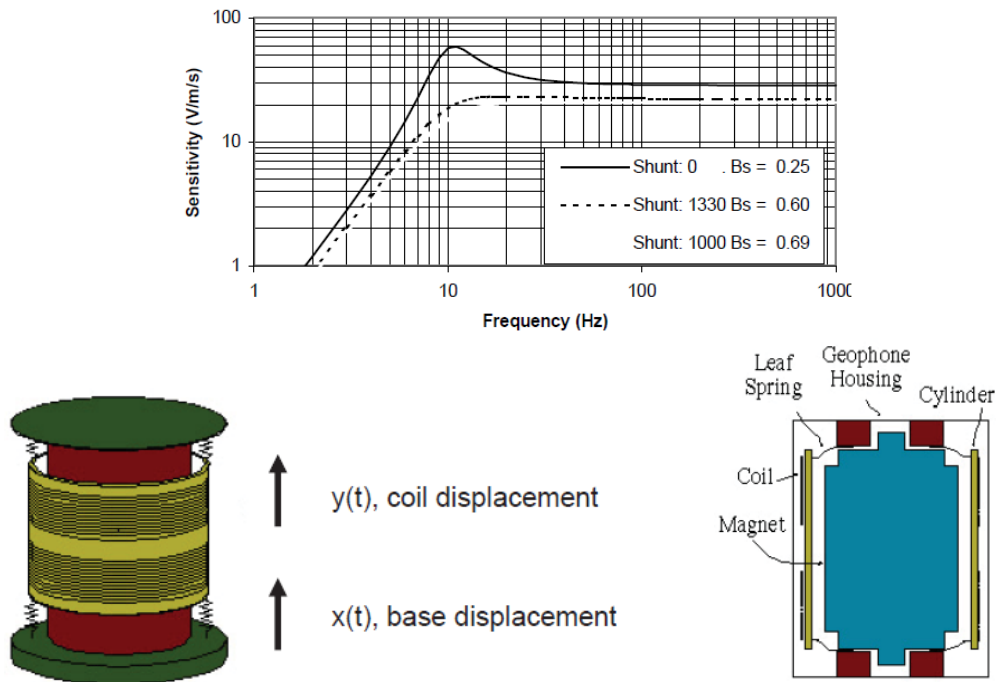 100
10
1
Sensitivity (V/m/s)
Shunt: 0 . Bs = 0.25
Shunt: 1330 Bs = 0.60
Shunt: 1000 Bs = 0.69
1 10 100 1000
Frequency (Hz)
y(t), coil displacement
x(t), base displacement
Geophone
Housing
Leaf
Spring
Cylinder
Coil
Magnet